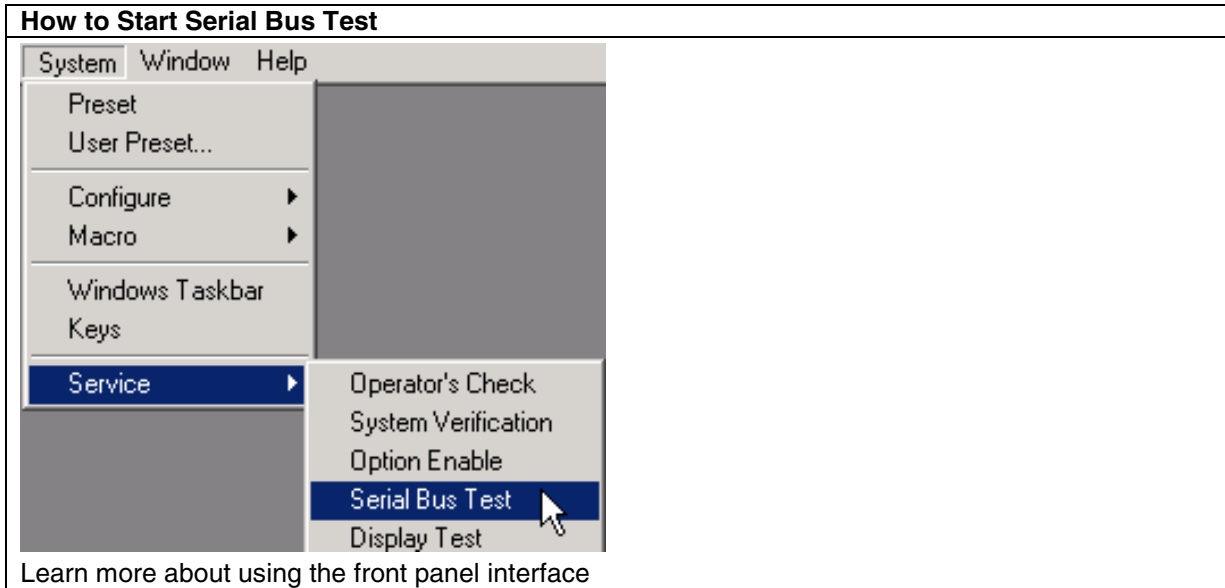 How to Start Serial Bus Test
System Window Help
Preset
User Preset...
Configure
Macro
Windows Taskbar
Keys
Service
Operator's Check
System Verification
Option Enable
Serial Bus Test
Display Test
Learn more about using the front panel interface